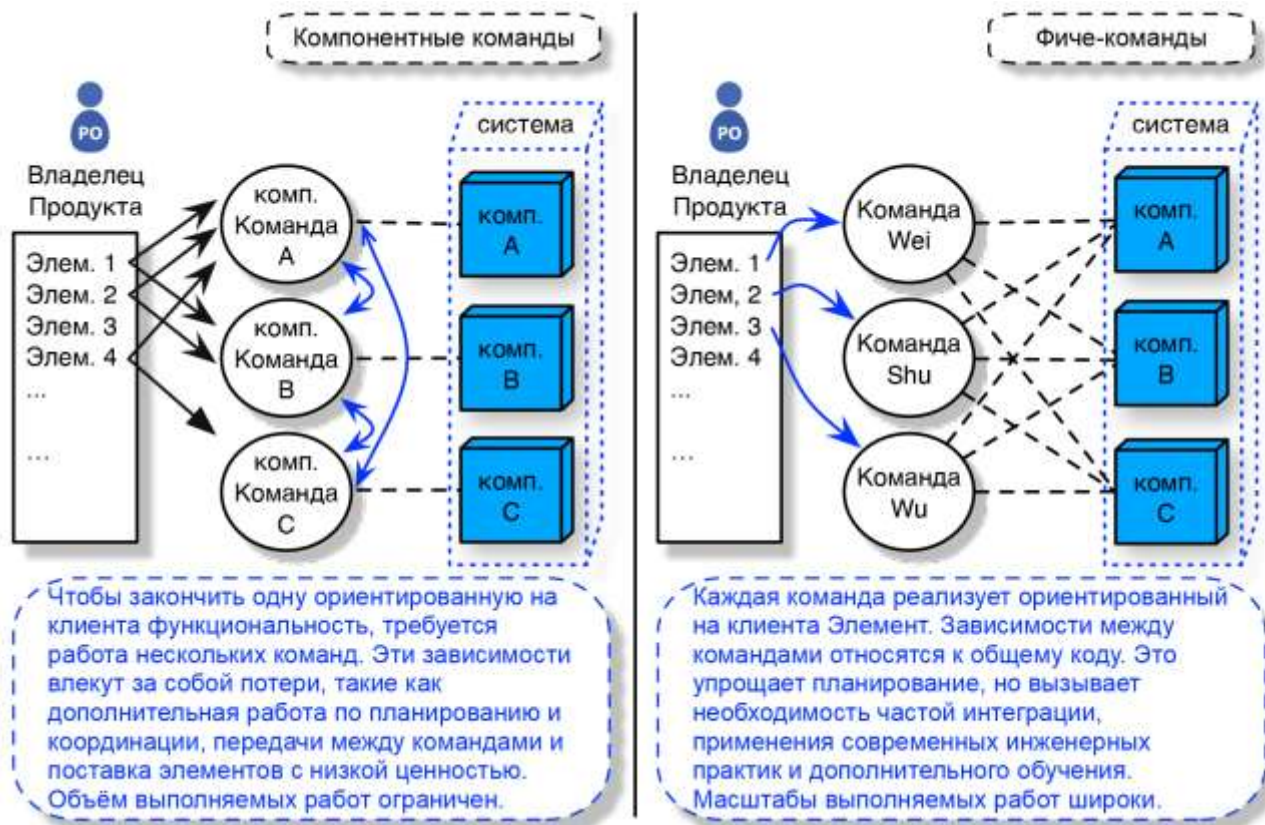 Компонентные команды
PO
Владелец
Продукта
Элем. 1
Элем. 2
Элем. 3
Элем. 4
...
...
комп.
Команда
A
комп.
Команда
B
комп.
Команда
C
система
комп.
A
комп.
B
комп.
C
Чтобы закончить одну ориентированную на
клиента функциональность, требуется
работа нескольких команд. Эти зависимости
влекут за собой потери, такие как
дополнительная работа по планированию и
координации, передачи между командами и
поставка элементов с низкой ценностью.
Объём выполняемых работ ограничен.
Фиче-команды
PO
Владелец
Продукта
Элем. 1
Элем, 2
Элем. 3
Элем. 4
...
...
Команда
Wei
Команда
Shu
Команда
Wu
система
комп.
A
комп.
B
комп.
C
Каждая команда реализует ориентированный
на клиента Элемент. Зависимости между
командами относятся к общему коду. Это
упрощает планирование, но вызывает
необходимость частой интеграции,
применения современных инженерных
практик и дополнительного обучения.
Масштабы выполняемых работ широки.